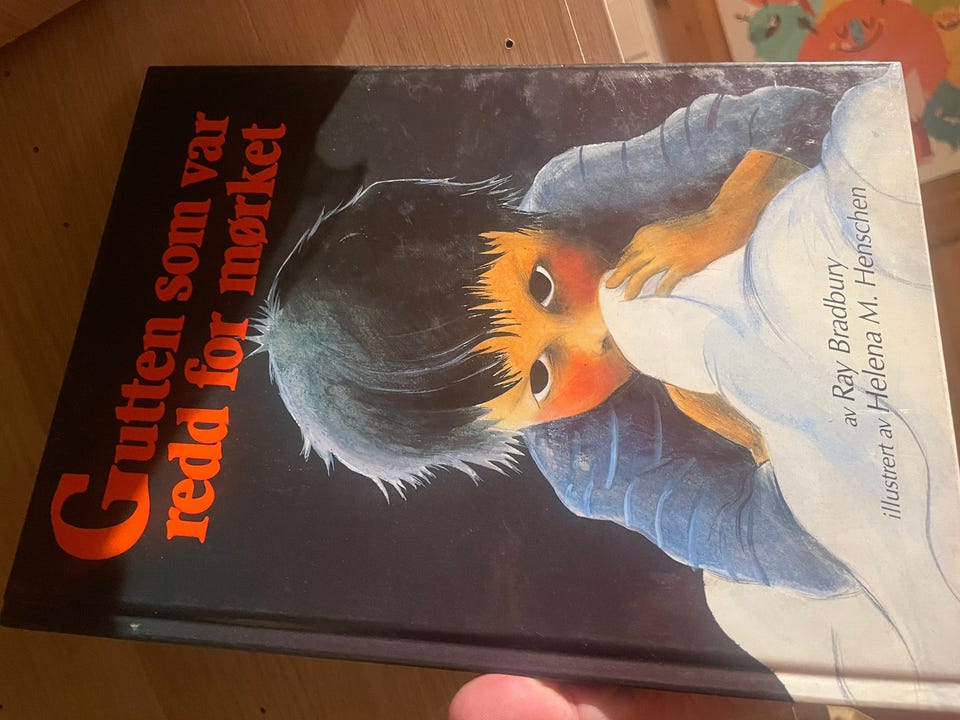 Gutten som var
redd for mørket
av Ray Bradbury
illustrert av Helena M. Henschen